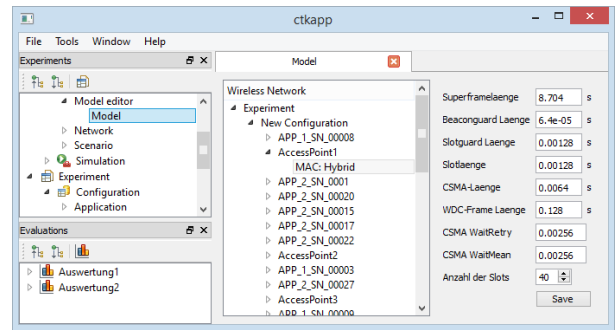 ctkapp
File Tools Window Help
Experiments
Model editor
Model
Network
Scenario
Simulation
Experiment
Configuration
Application
Evaluations
Auswertung1
Auswertung2
Model
Wireless Network
Experiment
New Configuration
APP_1_SN_00008
AccessPoint1
MAC: Hybrid
APP_2_SN_0001
APP_2_SN_00020
APP_2_SN_00015
APP_2_SN_00017
APP_2_SN_00022
AccessPoint2
APP_1_SN_00003
APP_2_SN_00027
AccessPoint3
APP_1_SN_00009
Superframelaenge 8.704 s
Beaconguard Laenge 6.4e-05 s
Slotguard Laenge 0.00128 s
Slotlaenge 0.00128 s
CSMA-Laenge 0.0064 s
WDC-Frame Laenge 0.128 s
CSMA WaitRetry 0.00256
CSMA WaitMean 0.00256
Anzahl der Slots 40
Save